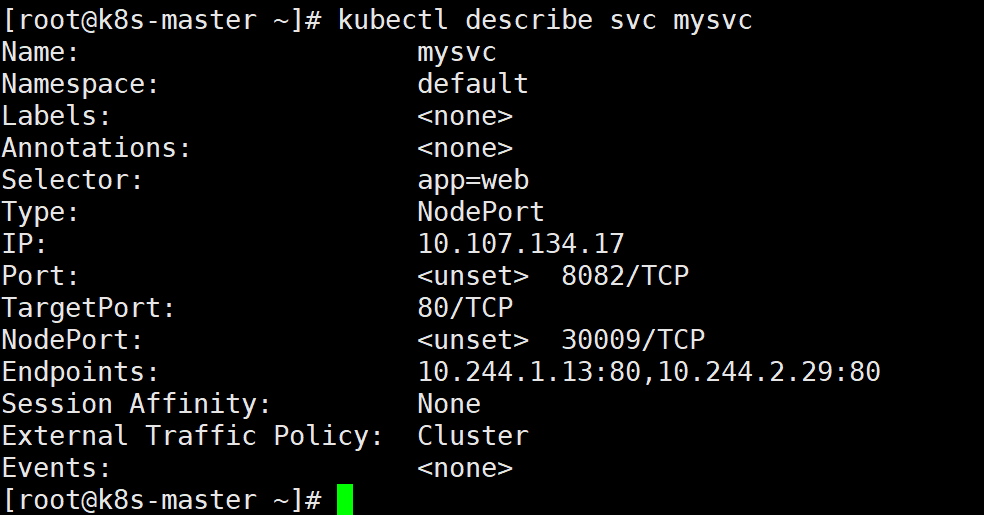 [root@k8s-master ~]# kubectl describe svc mysvc
Name:                     mysvc
Namespace:                default
Labels:                   <none>
Annotations:              <none>
Selector:                 app=web
Type:                     NodePort
IP:                       10.107.134.17
Port:                     <unset>  8082/TCP
TargetPort:               80/TCP
NodePort:                 <unset>  30009/TCP
Endpoints:                10.244.1.13:80,10.244.2.29:80
Session Affinity:         None
External Traffic Policy:  Cluster
Events:                   <none>
[root@k8s-master ~]#